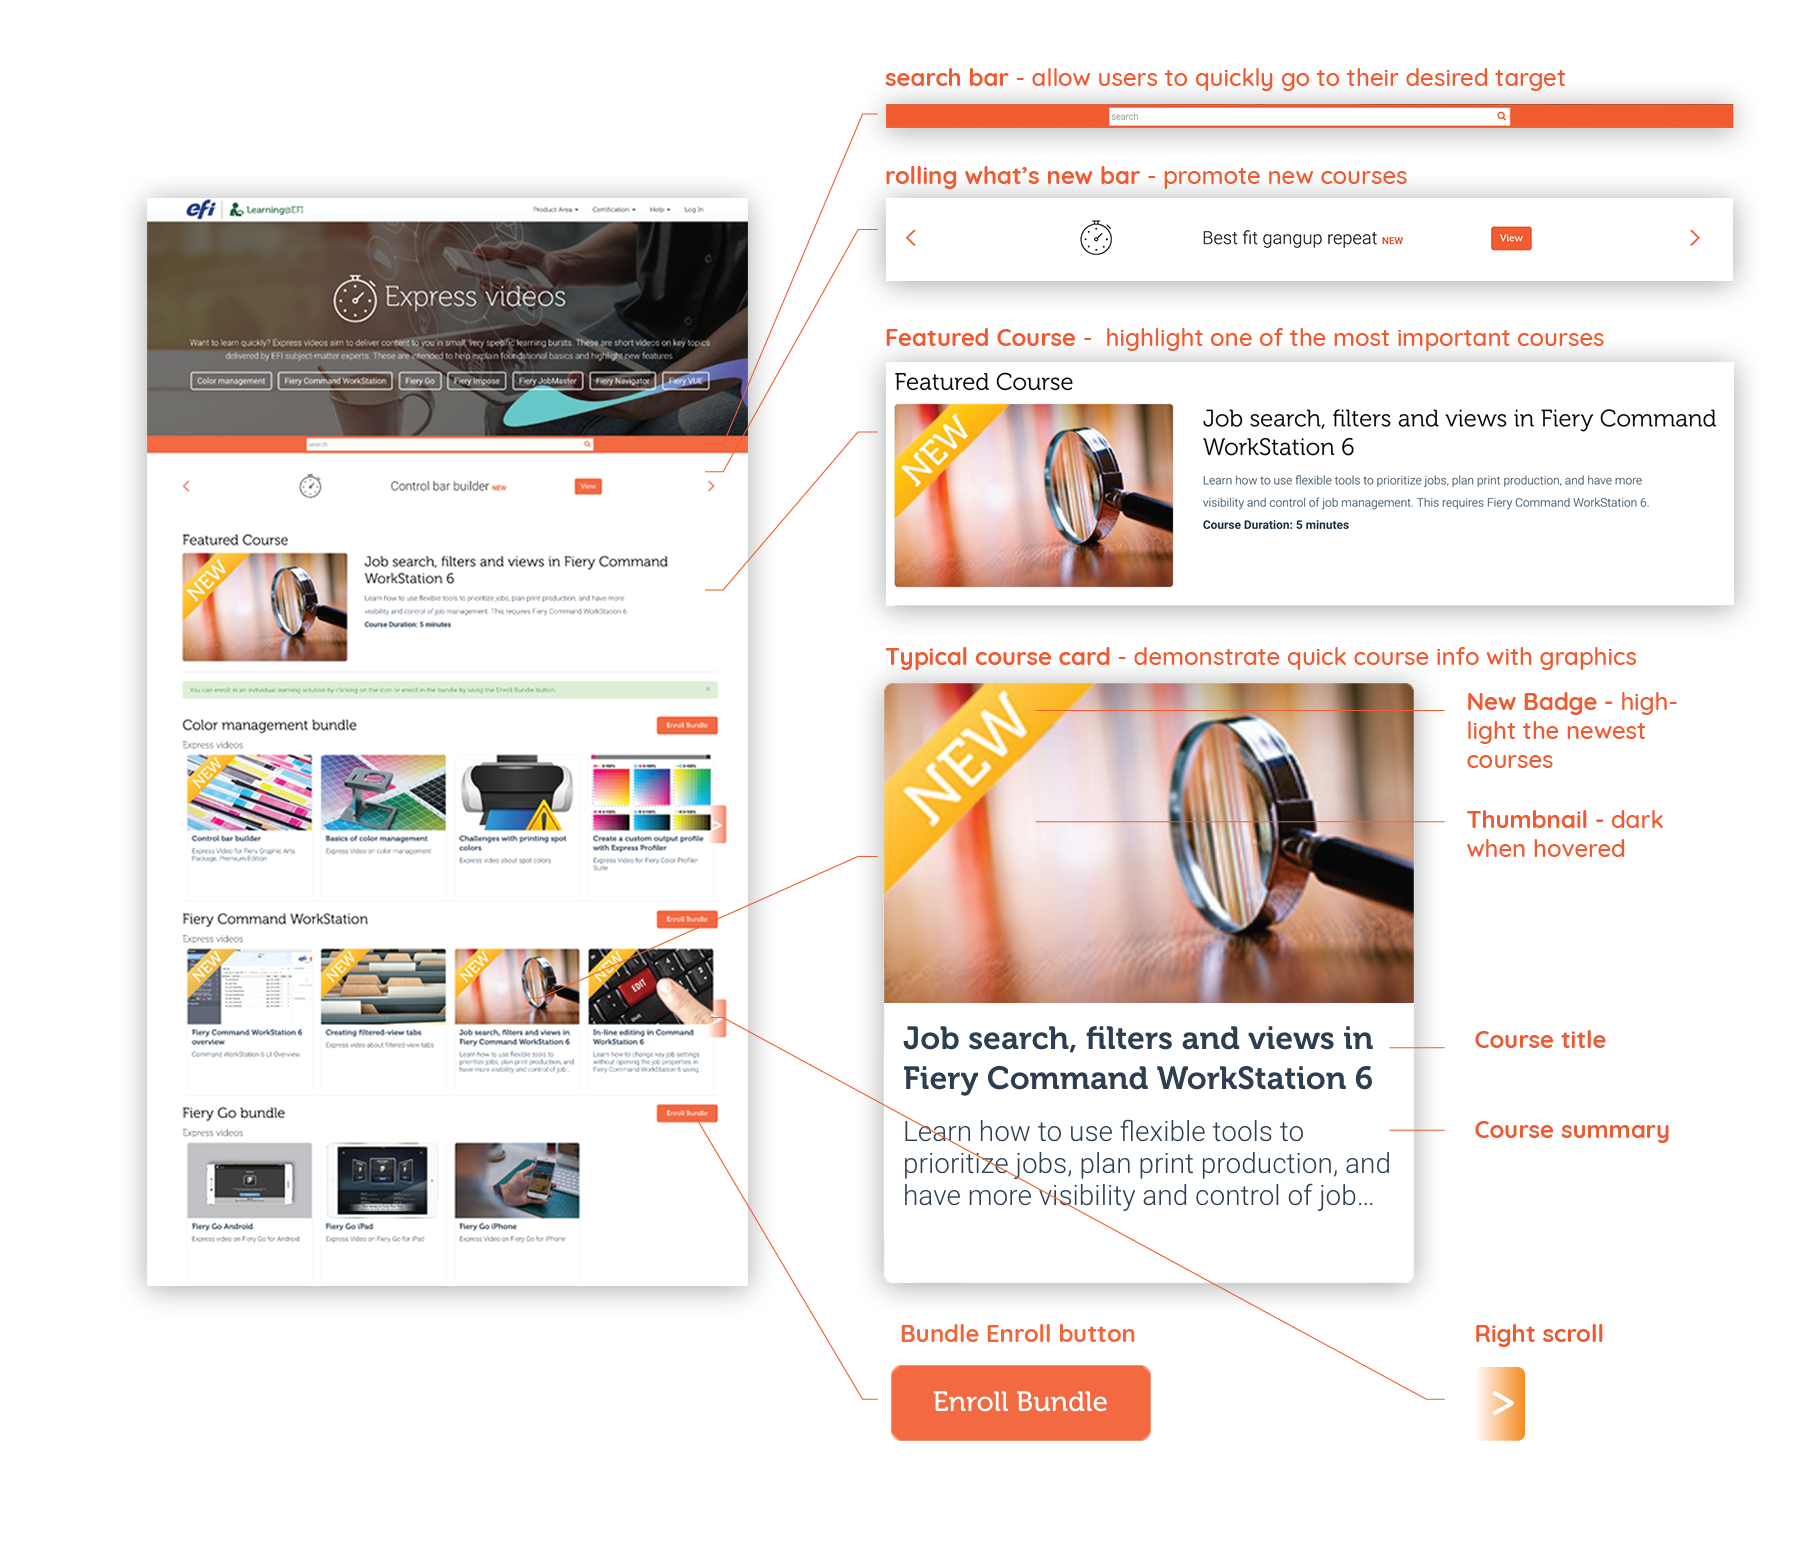 efi Learning@EFI
Product Area Certification Help Log In
Express videos
Want to learn quickly? Express videos aim to deliver content to you in small, very specific learning bursts. These are short videos on key topics
delivered by EFI subject-matter experts. These are intended to help explain foundational basics and highlight new features.
Color management Fiery Command WorkStation Fiery Go Fiery Impose Fiery JobMaster Fiery Navigator Fiery VUE
search
Control bar builder NEW View
Featured Course
NEW
Job search, filters and views in Fiery Command
WorkStation 6
Learn how to use flexible tools to prioritize jobs, plan print production, and have more
visibility and control of job management. This requires Fiery Command WorkStation 6
Course Duration: 5 minutes
You can enroll in an individual learning solution by clicking on the icon or enroll in the bundle by using the Enroll Bundle button. ×
Color management bundle Enroll Bundle
Express videos
NEW
Control bar builder
Express Video for Fiery Graphic Arts
Package, Premium Edition
Basics of color management
Express Video on color management
Challenges with printing spot
colors
Express video about spot colors
Create a custom output profile
with Express Profiler
Express Video for Fiery Color Profiler
Suite
>
Fiery Command WorkStation Enroll Bundle
Express videos
NEW
Fiery Command WorkStation 6
overview
Command WorkStation 6 UI Overview
NEW
Creating filtered-view tabs
Express video about filtered view tabs
NEW
Job search, filters and views in
Fiery Command WorkStation 6
Learn how to use flexible tools to
prioritize jobs, plan print production, and
have more visibility and control of job...
NEW
EDIT
Shift
In-line editing in Command
WorkStation 6
Learn how to change key job settings
without opening the job properties in
Fiery Command WorkStation 6 using...
Fiery Go bundle Enroll Bundle
Express videos
Fiery Go Android
Express video on Fiery Go for Android
Fiery Go iPad
Express Video on Fiery Go for iPad
Fiery Go iPhone
Express Video on Fiery Go for iPhone
search bar - allow users to quickly go to their desired target
search
rolling what's new bar - promote new courses
Best fit gangup repeat NEW View
Featured Course - highlight one of the most important courses
Featured Course
NEW
Job search, filters and views in Fiery Command
WorkStation 6
Learn how to use flexible tools to prioritize jobs, plan print production, and have more
visibility and control of job management. This requires Fiery Command WorkStation 6.
Course Duration: 5 minutes
Typical course card - demonstrate quick course info with graphics
NEW
New Badge - high-
light the newest
courses
Thumbnail - dark
when hovered
Job search, filters and views in
Fiery Command WorkStation 6
Course title
Learn how to use flexible tools to
prioritize jobs, plan print production, and
have more visibility and control of job...
Course summary
Bundle Enroll button
Enroll Bundle
Right scroll
>